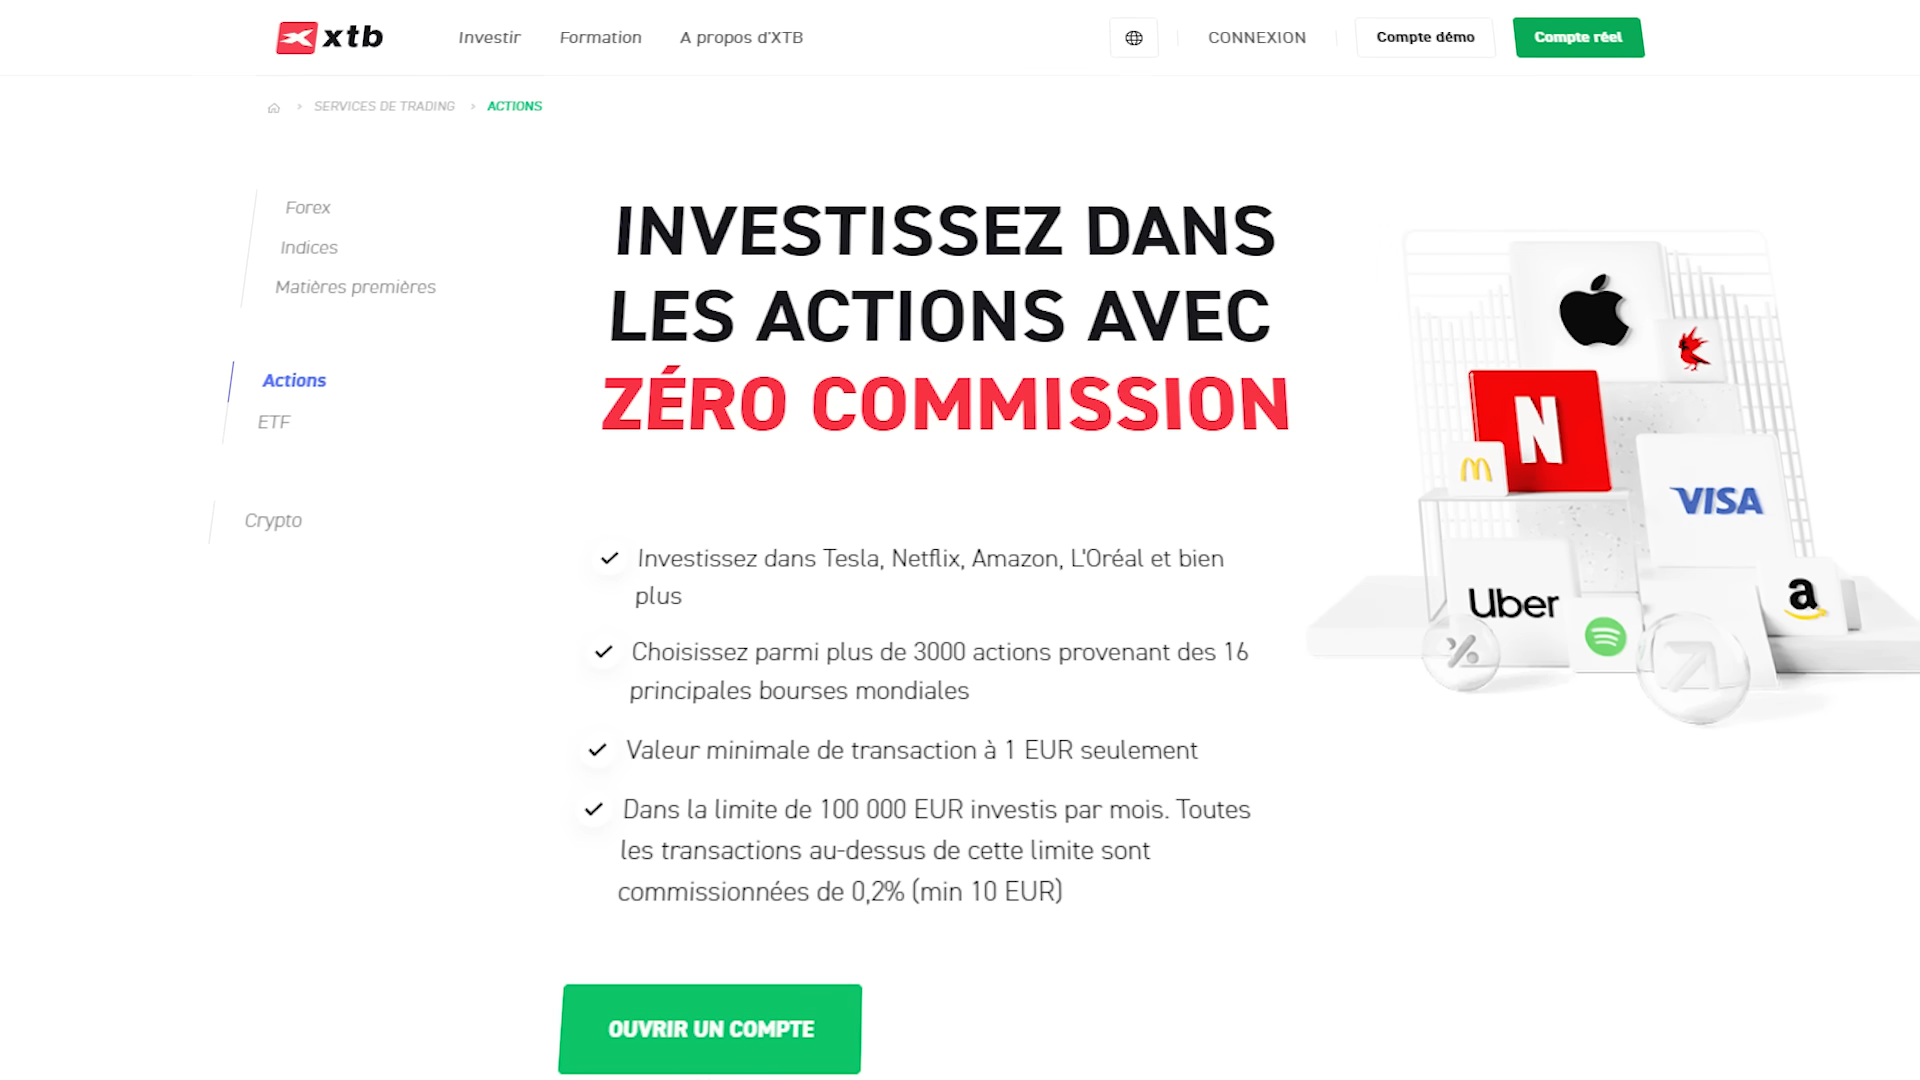 xtb
Investir
Formation
A propos d'XTB
CONNEXION
Compte démo
Compte réel
SERVICES DE TRADING
ACTIONS
Forex
Indices
Matières premières
Actions
ETF
Crypto
INVESTISSEZ DANS
LES ACTIONS AVEC
ZÉRO COMMISSION
Investissez dans Tesla, Netflix, Amazon, L'Oréal et bien
plus
Choisissez parmi plus de 3000 actions provenant des 16
principales bourses mondiales
Valeur minimale de transaction à 1 EUR seulement
Dans la limite de 100 000 EUR investis par mois. Toutes
les transactions au-dessus de cette limite sont
commissionnées de 0,2% (min 10 EUR)
OUVRIR UN COMPTE
N
VISA
Uber
a
%